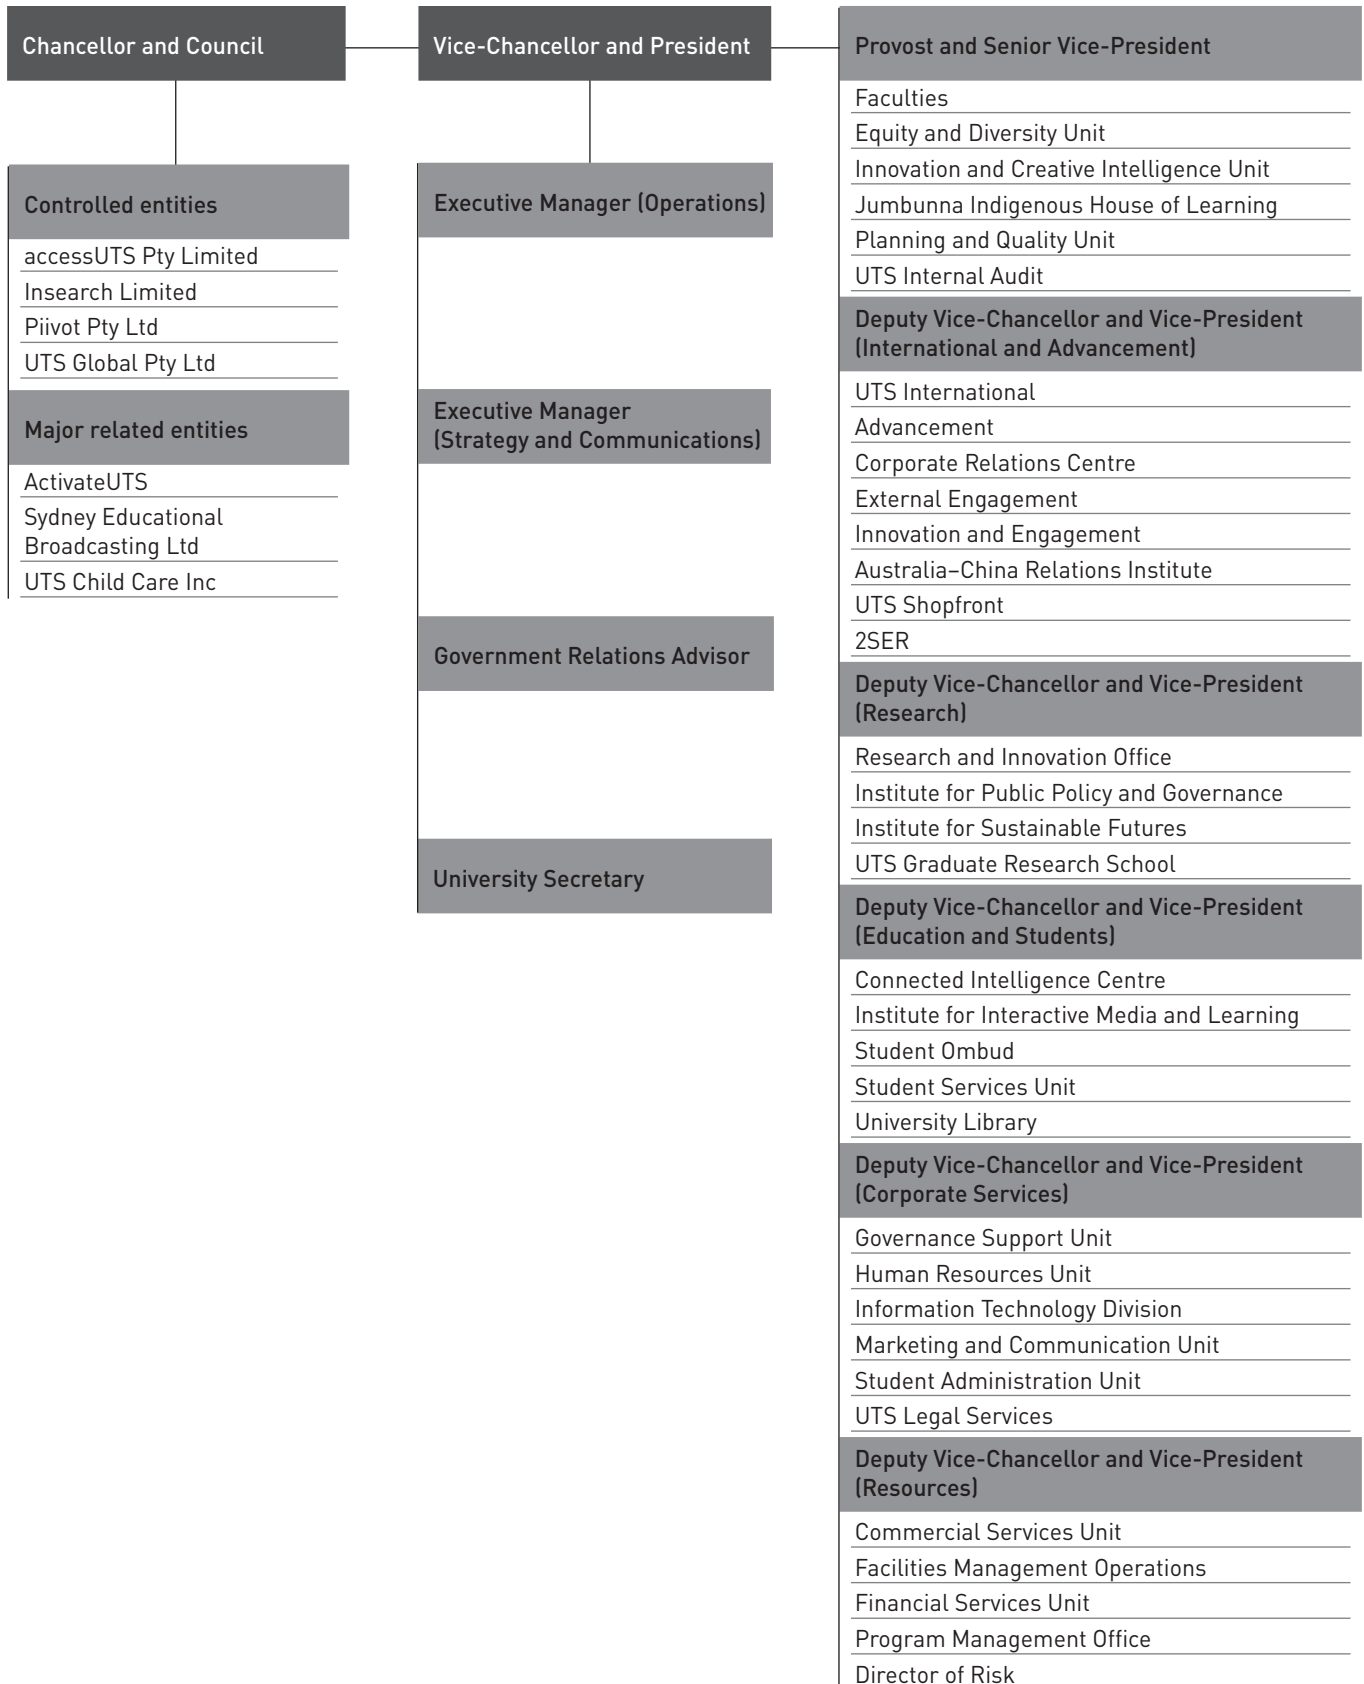 Chancellor and Council
Controlled entities
accessUTS Pty Limited
Insearch Limited
Piivot Pty Ltd
UTS Global Pty Ltd
Major related entities
ActivateUTS
Sydney Educational
Broadcasting Ltd
UTS Child Care Inc
Vice-Chancellor and President
Executive Manager (Operations)
Executive Manager
(Strategy and Communications)
Government Relations Advisor
University Secretary
Provost and Senior Vice-President
Faculties
Equity and Diversity Unit
Innovation and Creative Intelligence Unit
Jumbunna Indigenous House of Learning
Planning and Quality Unit
UTS Internal Audit
Deputy Vice-Chancellor and Vice-President
(International and Advancement)
UTS International
Advancement
Corporate Relations Centre
External Engagement
Innovation and Engagement
Australia–China Relations Institute
UTS Shopfront
2SER
Deputy Vice-Chancellor and Vice-President
(Research)
Research and Innovation Office
Institute for Public Policy and Governance
Institute for Sustainable Futures
UTS Graduate Research School
Deputy Vice-Chancellor and Vice-President
(Education and Students)
Connected Intelligence Centre
Institute for Interactive Media and Learning
Student Ombud
Student Services Unit
University Library
Deputy Vice-Chancellor and Vice-President
(Corporate Services)
Governance Support Unit
Human Resources Unit
Information Technology Division
Marketing and Communication Unit
Student Administration Unit
UTS Legal Services
Deputy Vice-Chancellor and Vice-President
(Resources)
Commercial Services Unit
Facilities Management Operations
Financial Services Unit
Program Management Office
Director of Risk